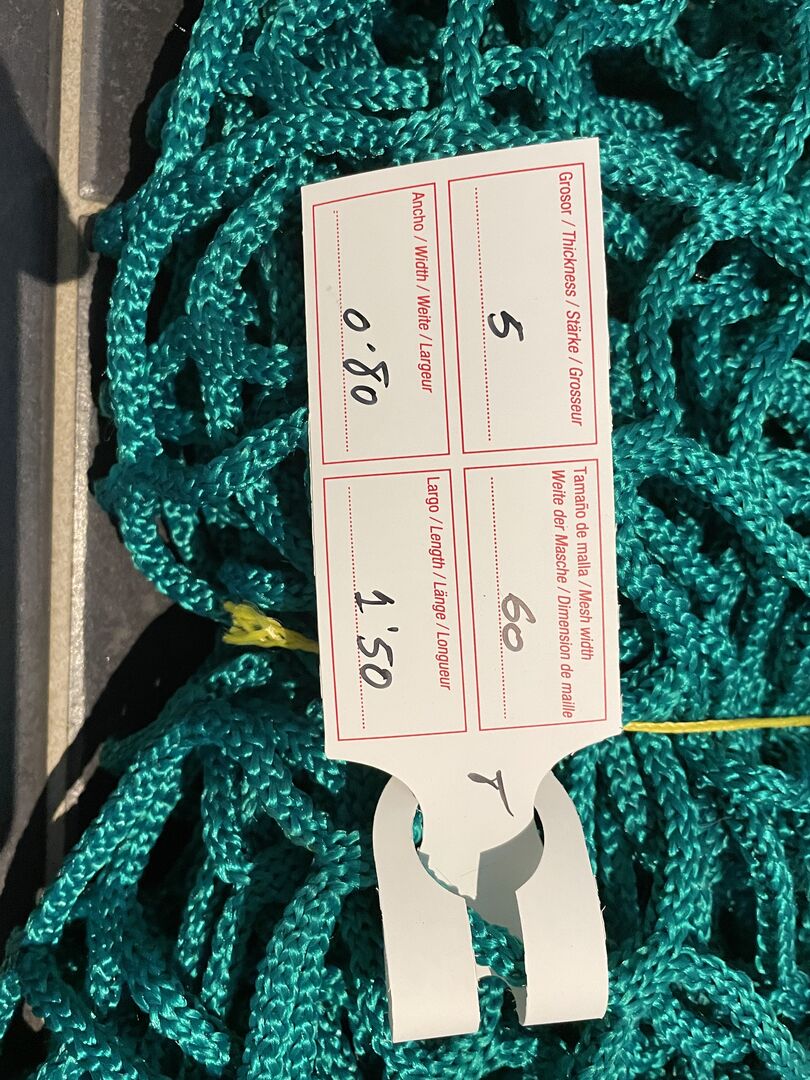 Grosor / Thickness / Stärke / Grosseur
5
Tamaño de malla / Mesh width
Weite der Masche / Dimension de maille
60
Ancho / Width / Weite / Largeur
0'80
Largo / Length / Länge / Longueur
1'50